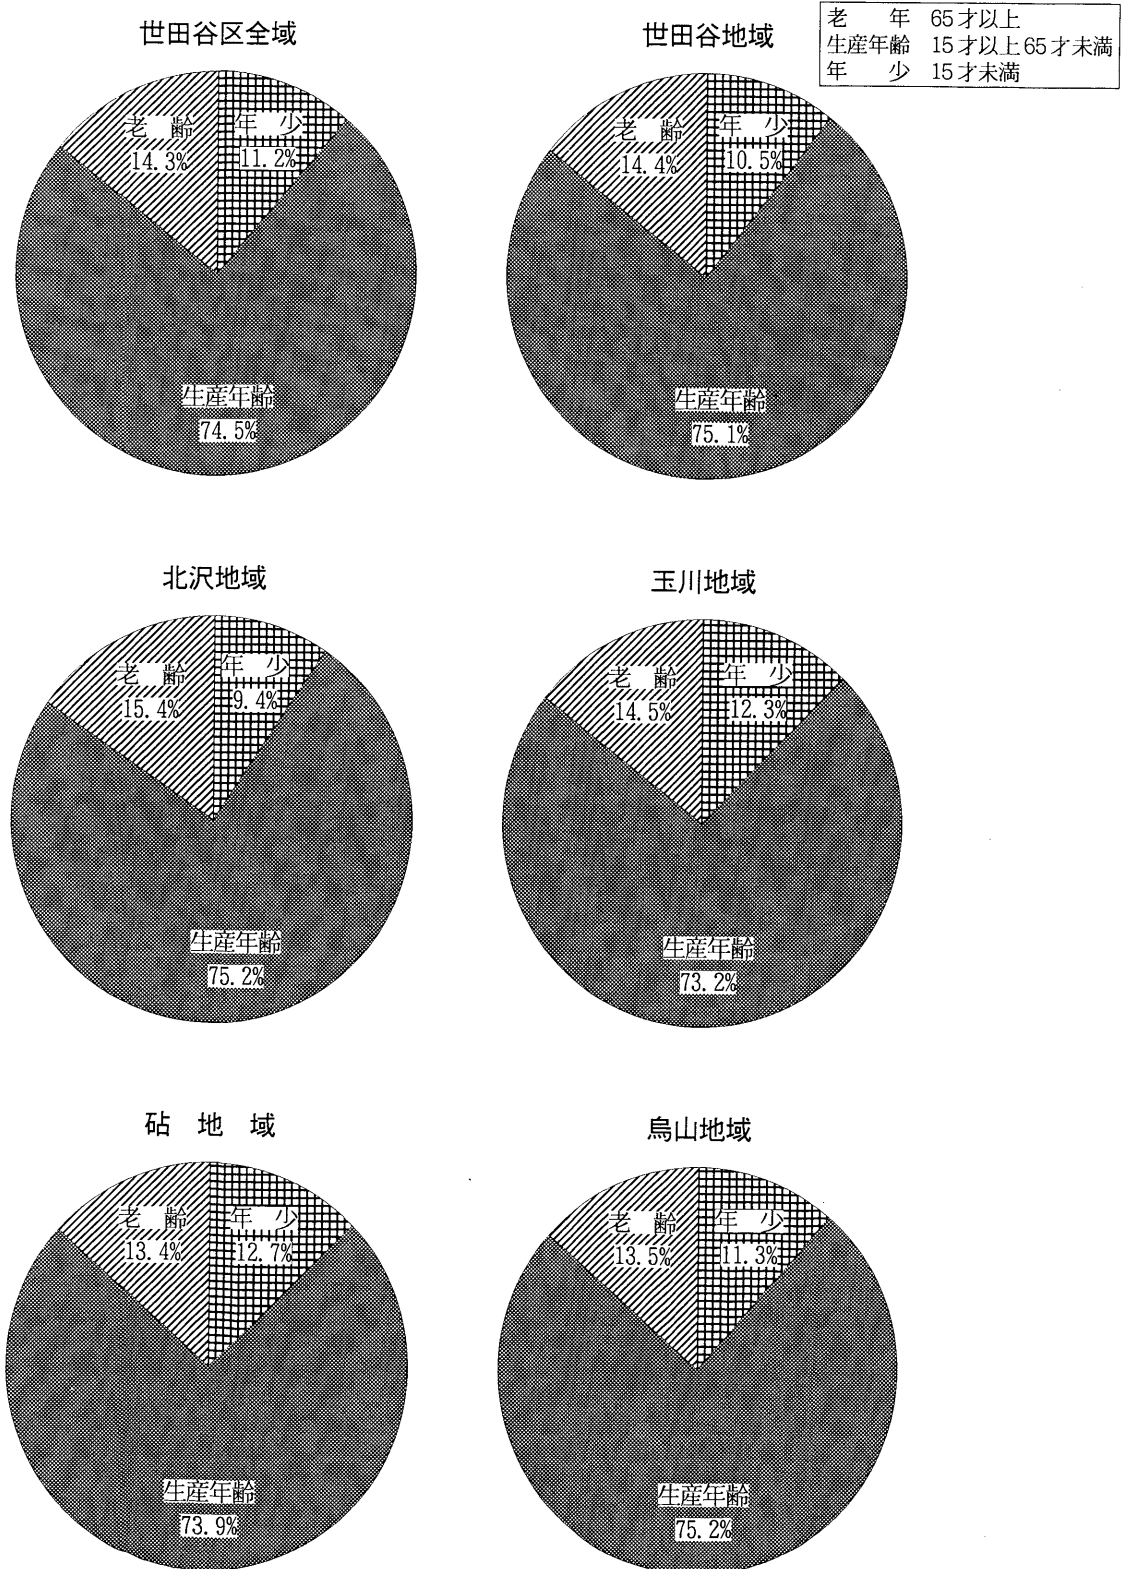 老　年　65才以上
生産年齢　15才以上65才未満
年　少　15才未満
世田谷区全域
老　齢
14.3%
年　少
11.2%
生産年齢
74.5%
世田谷地域
老　齢
14.4%
年　少
10.5%
生産年齢
75.1%
北沢地域
老　齢
15.4%
年　少
9.4%
生産年齢
75.2%
玉川地域
老　齢
14.5%
年　少
12.3%
生産年齢
73.2%
砧　地　域
老　齢
13.4%
年　少
12.7%
生産年齢
73.9%
烏山地域
老　齢
13.5%
年　少
11.3%
生産年齢
75.2%